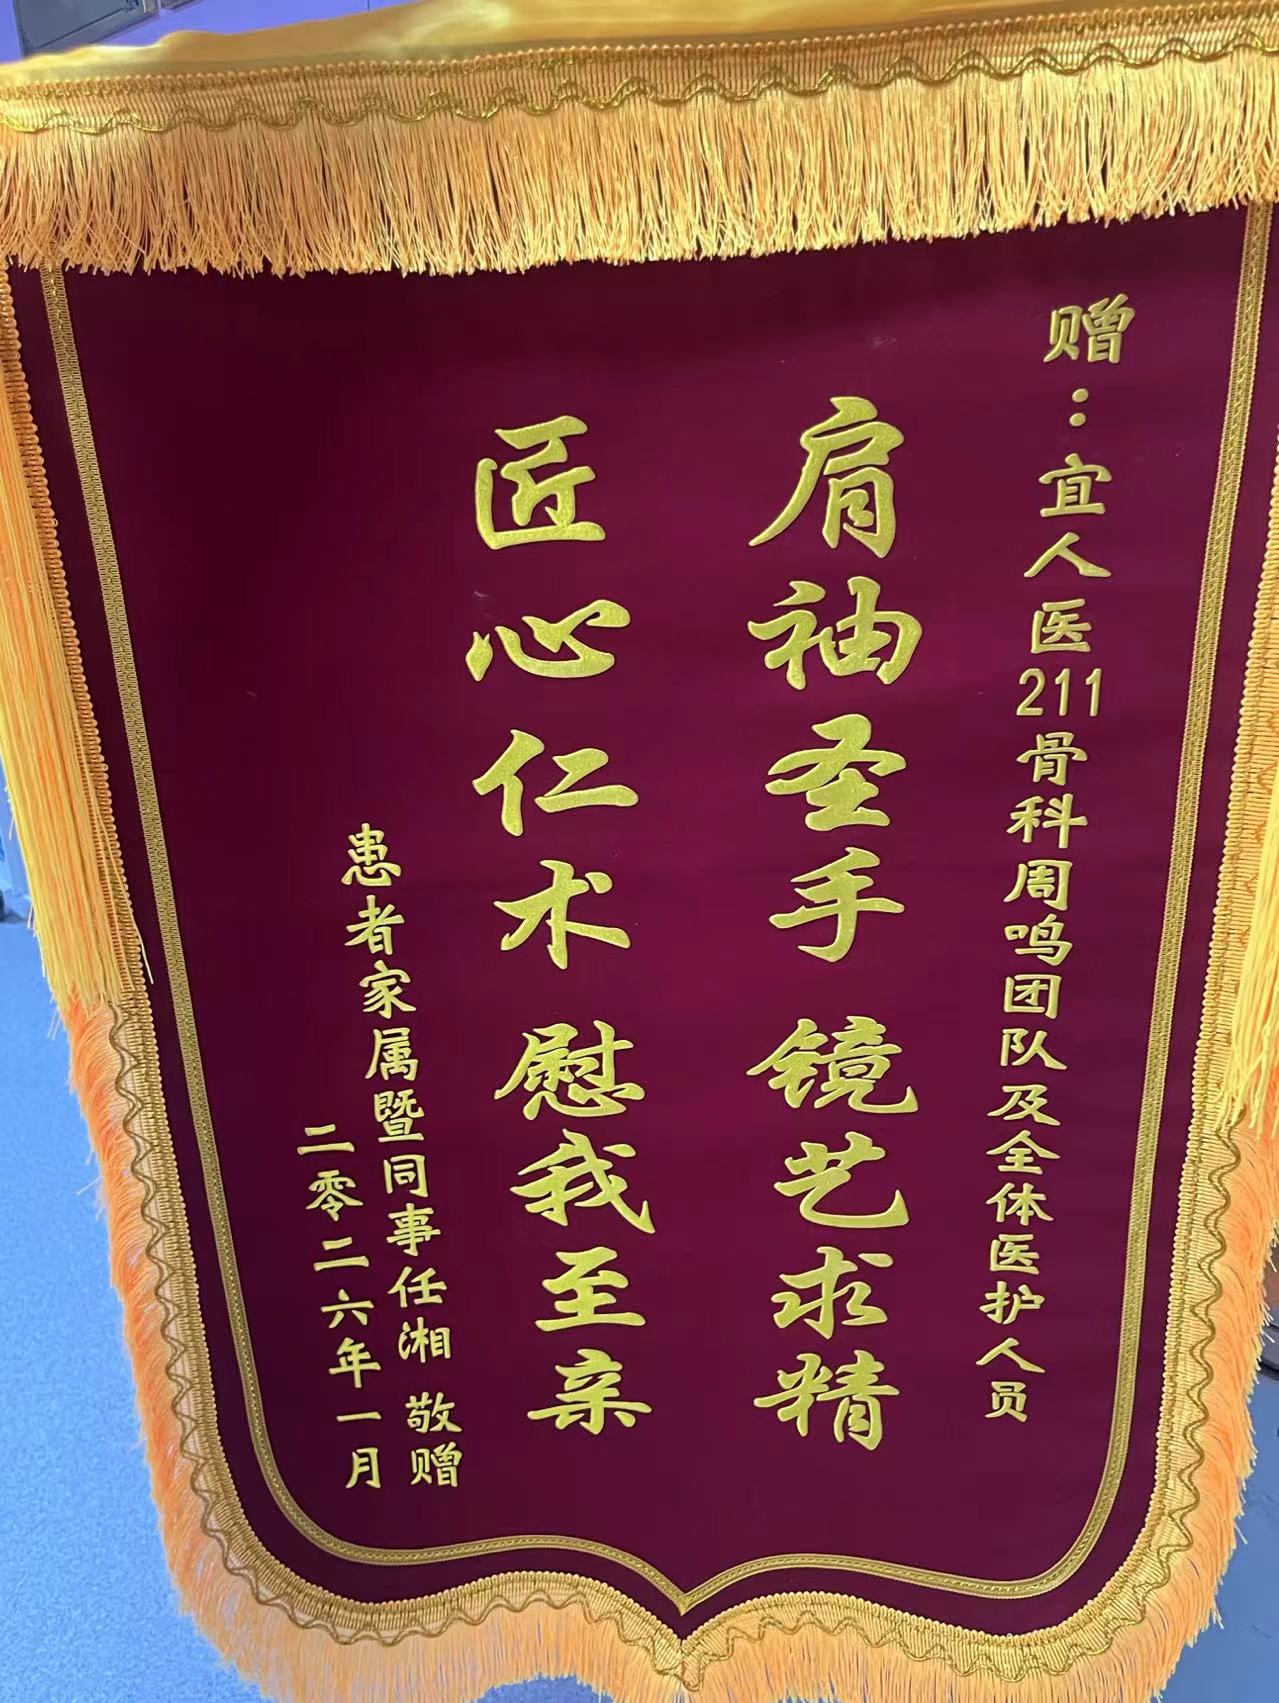 赠：宜人医211骨科周鸣团队及全体医护人员
肩袖圣手 镜艺求精
匠心仁术 慰我至亲
患者家属暨同事任湘 敬赠
二零二六年一月